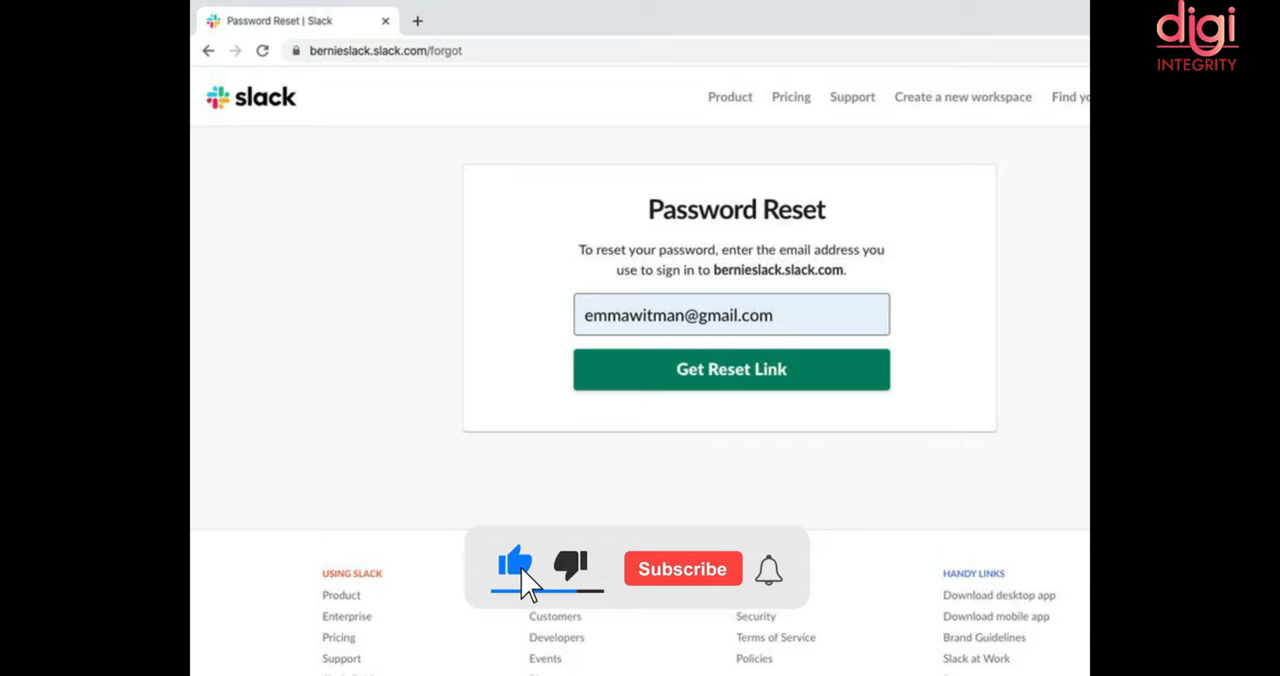 Password Reset | Slack
digi
INTEGRITY
bernieslack.slack.com/forgot
slack
Product Pricing Support Create a new workspace Find yo
Password Reset
To reset your password, enter the email address you
use to sign in to bernieslack.slack.com.
emmawitman@gmail.com
Get Reset Link
Subscribe
USING SLACK
Product
Enterprise
Pricing
Support
Customers
Developers
Events
Security
Terms of Service
Policies
HANDY LINKS
Download desktop app
Download mobile app
Brand Guidelines
Slack at Work